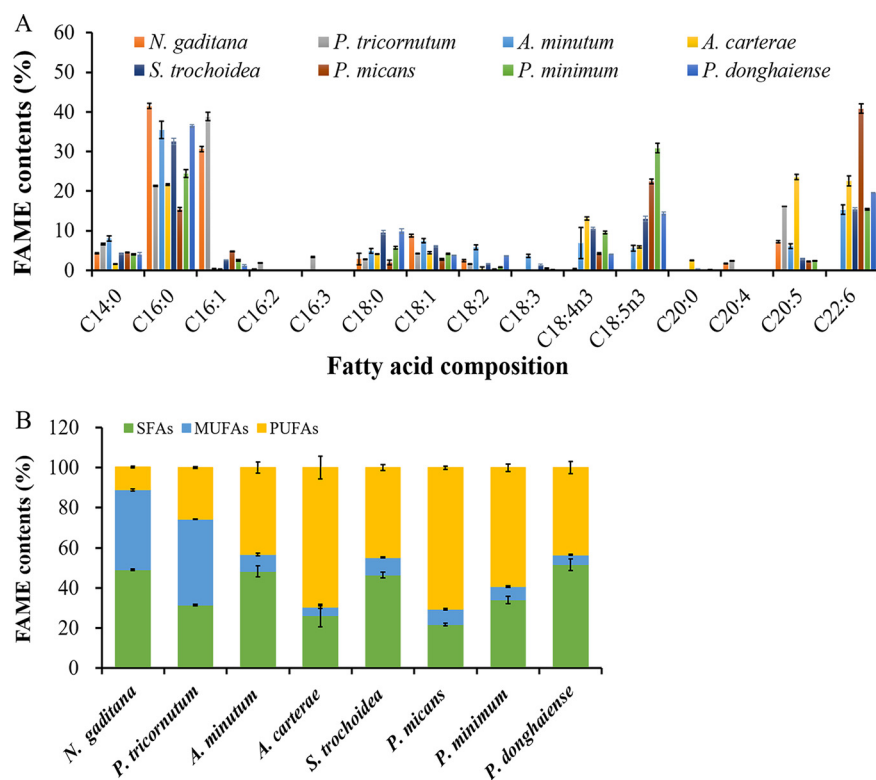 A
FAME contents (%)
60
50
40
30
20
10
0
N. gaditana
P. tricornutum
A. minutum
A. carterae
S. trochoidea
P. micans
P. minimum
P. donghaiense
C14:0
C16:0
C16:1
C16:2
C16:3
C18:0
C18:1
C18:2
C18:3
C18:4n3
C18:5n3
C20:0
C20:4
C20:5
C22:6
Fatty acid composition
B
FAME contents (%)
SFAs
MUFAs
PUFAs
120
100
80
60
40
20
0
N. gaditana
P. tricornutum
A. minutum
A. carterae
S. trochoidea
P. micans
P. minimum
P. donghaiense